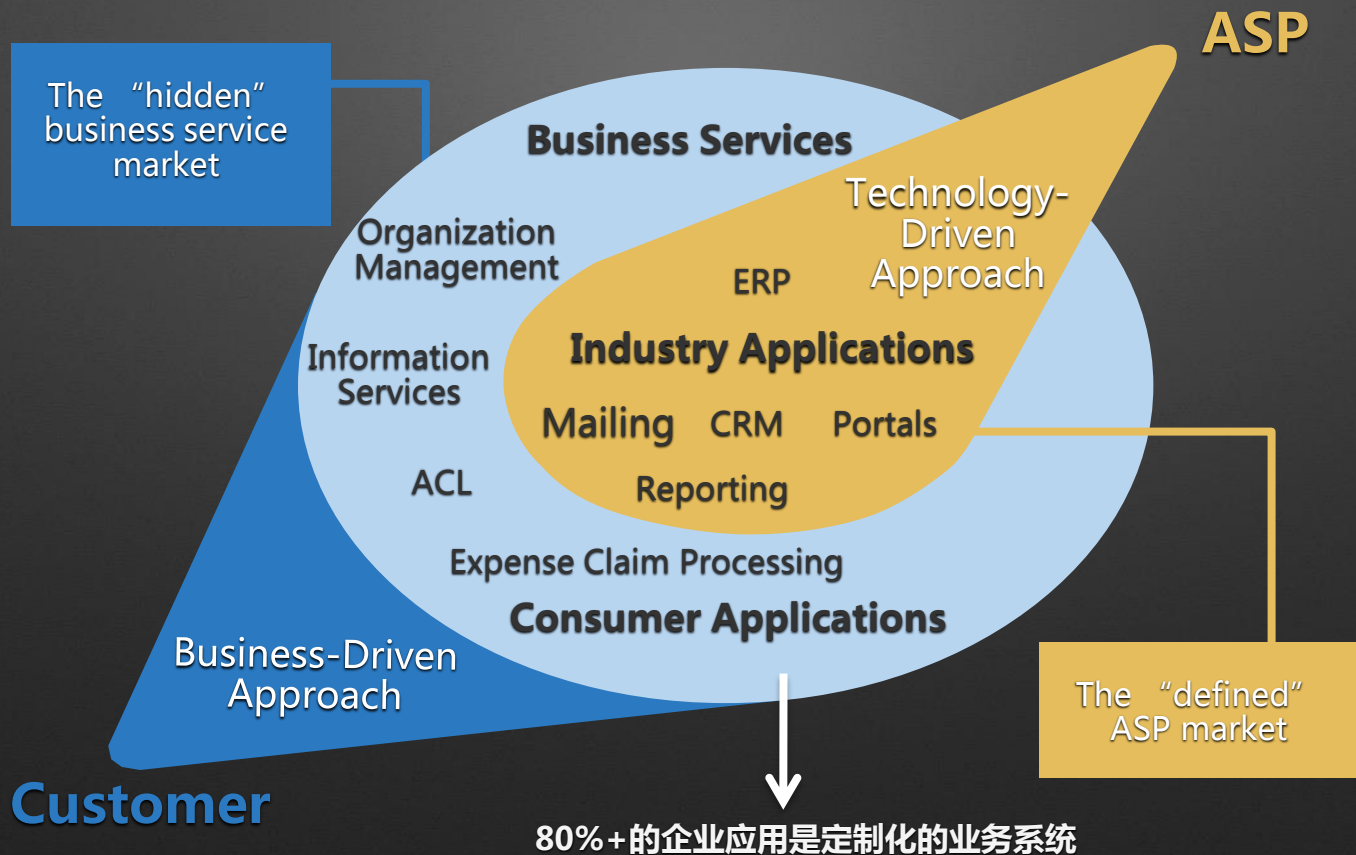 ASP
The “hidden”
business service
market
Business Services
Technology-
Driven
Approach
Organization
Management
ERP
Industry Applications
Information
Services
Mailing CRM Portals
ACL
Reporting
Expense Claim Processing
Consumer Applications
Business-Driven
Approach
The “defined”
ASP market
Customer
80%+的企业应用是定制化的业务系统